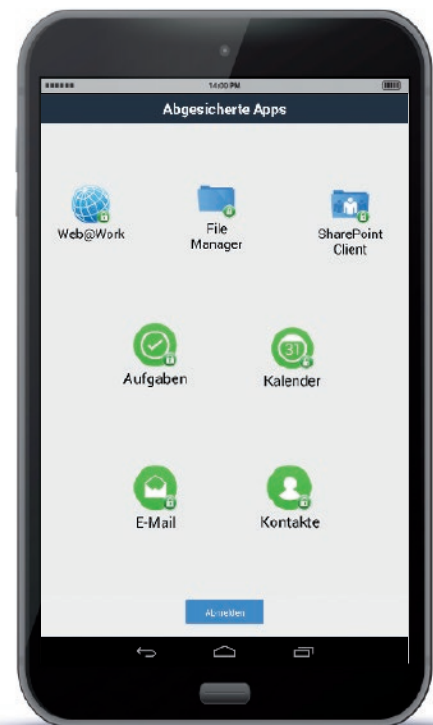 14:00 PM
Abgesicherte Apps
Web@Work
File
Manager
SharePoint
Client
Aufgaben
31
Kalender
E-Mail
Kontakte
Abmelden